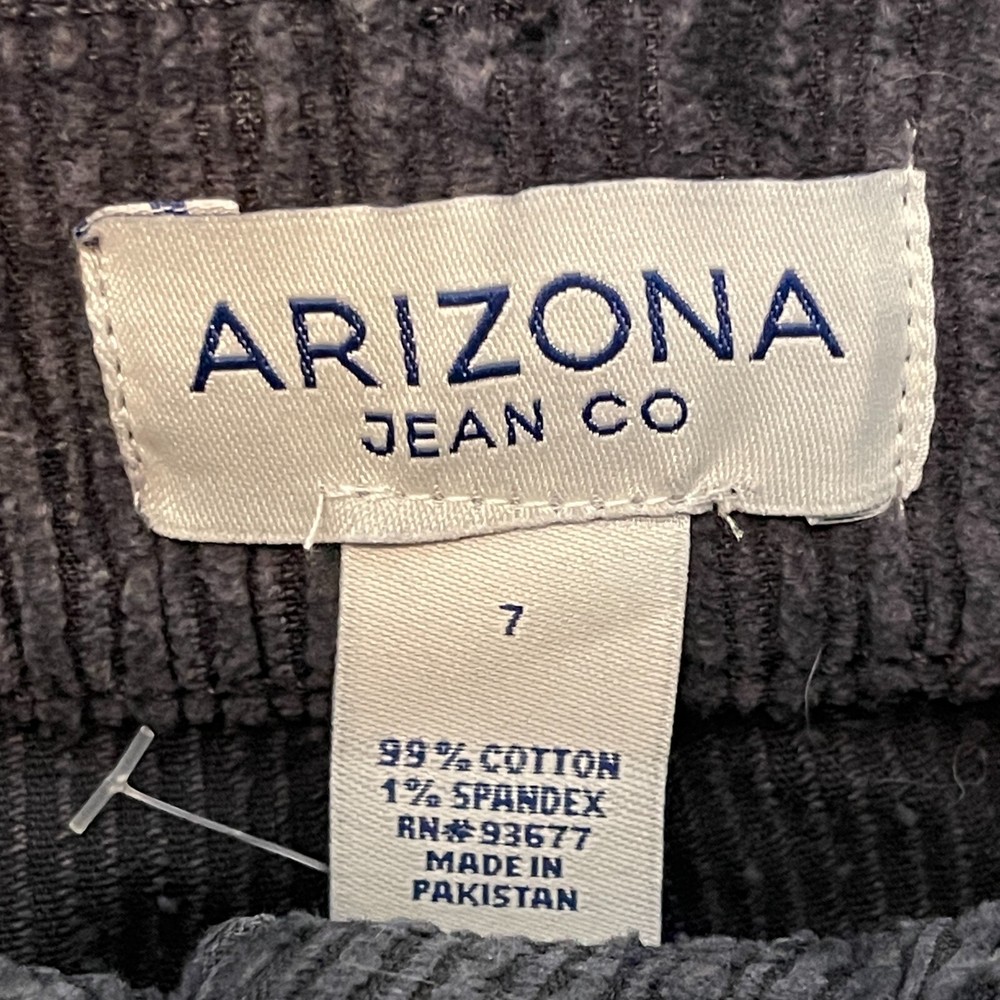 ARIZONA
JEAN CO
7
99% COTTON
1% SPANDEX
RN#93677
MADE IN
PAKISTAN